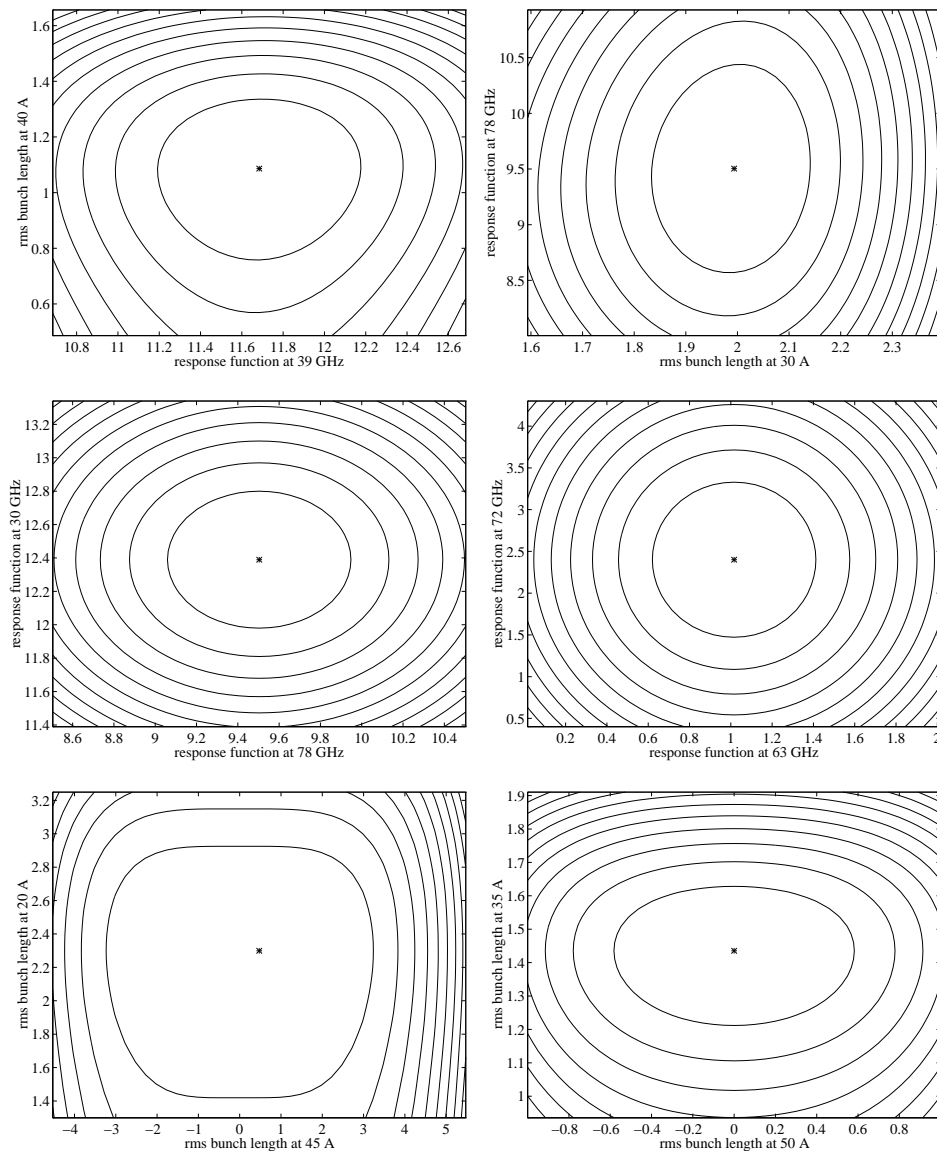 1.6
1.4
1.2
1
0.8
0.6
rms bunch length at 40 A
10.8 11 11.2 11.4 11.6 11.8 12 12.2 12.4 12.6
response function at 39 GHz
10.5
10
9.5
9
8.5
response function at 78 GHz
1.6 1.7 1.8 1.9 2 2.1 2.2 2.3
rms bunch length at 30 A
13.2
13
12.8
12.6
12.4
12.2
12
11.8
11.6
11.4
response function at 30 GHz
8.6 8.8 9 9.2 9.4 9.6 9.8 10 10.2 10.4
response function at 78 GHz
4
3.5
3
2.5
2
1.5
1
0.5
response function at 72 GHz
0.2 0.4 0.6 0.8 1 1.2 1.4 1.6 1.8 2
response function at 63 GHz
3.2
3
2.8
2.6
2.4
2.2
2
1.8
1.6
1.4
rms bunch length at 20 A
−4 −3 −2 −1 0 1 2 3 4 5
rms bunch length at 45 A
1.9
1.8
1.7
1.6
1.5
1.4
1.3
1.2
1.1
1
rms bunch length at 35 A
−0.8 −0.6 −0.4 −0.2 0 0.2 0.4 0.6 0.8
rms bunch length at 50 A